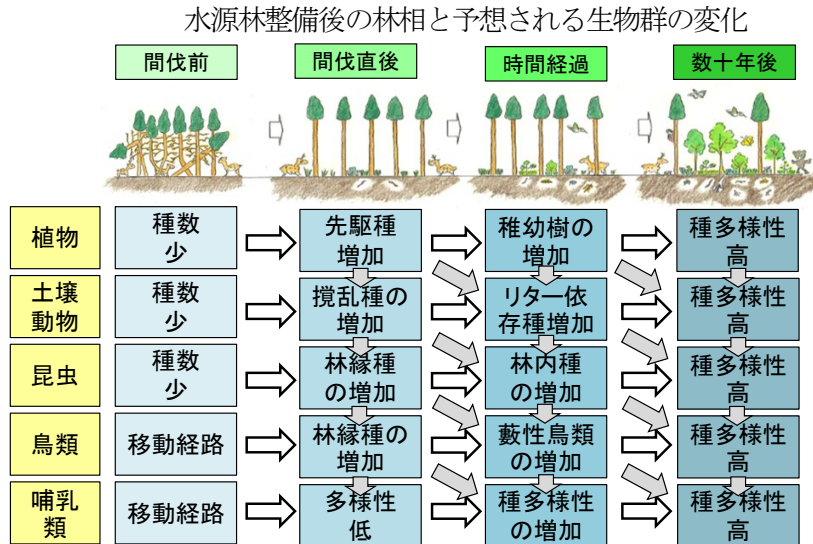 水源林整備後の林相と予想される生物群の変化
間伐前
間伐直後
時間経過
数十年後
植物
種数
少
先駆種
増加
稚幼樹の
増加
種多様性
高
土壌
動物
種数
少
撹乱種の
増加
リター依
存種増加
種多様性
高
昆虫
種数
少
林縁種
の増加
林内種
の増加
種多様性
高
鳥類
移動経路
林縁種の
増加
藪性鳥類
の増加
種多様性
高
哺乳
類
移動経路
多様性
低
種多様性
の増加
種多様性
高